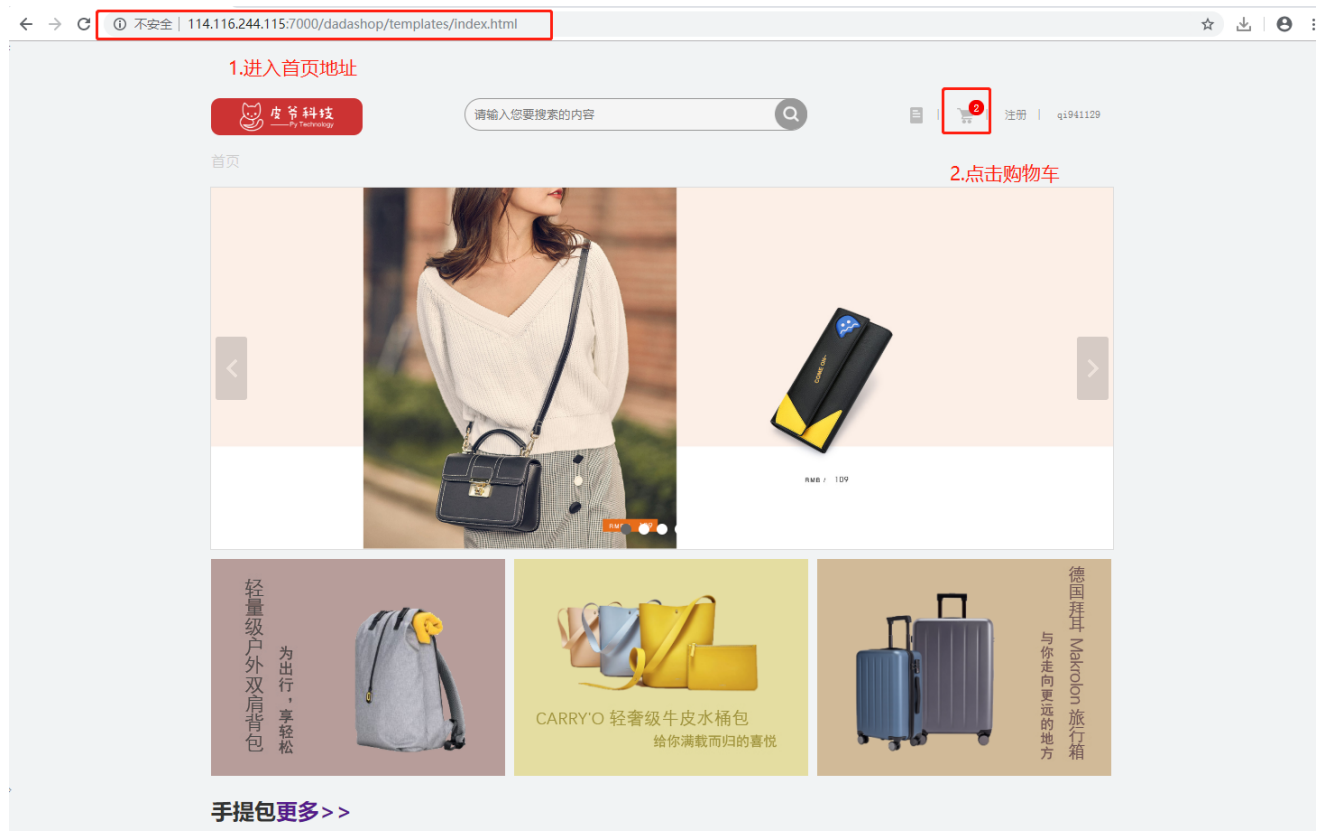 不安全 | 114.116.244.115:7000/dadashop/templates/index.html
1.进入首页地址
皮爷科技
Py Technology
请输入您要搜索的内容
2
注册
qi941129
首页
2.点击购物车
COME ON~
RMB / 109
轻量级户外双肩背包
为出行，享轻松
CARRY'O 轻奢级牛皮水桶包
给你满载而归的喜悦
德国拜耳 Makrolon 旅行箱
与你走向更远的地方
手提包更多>>